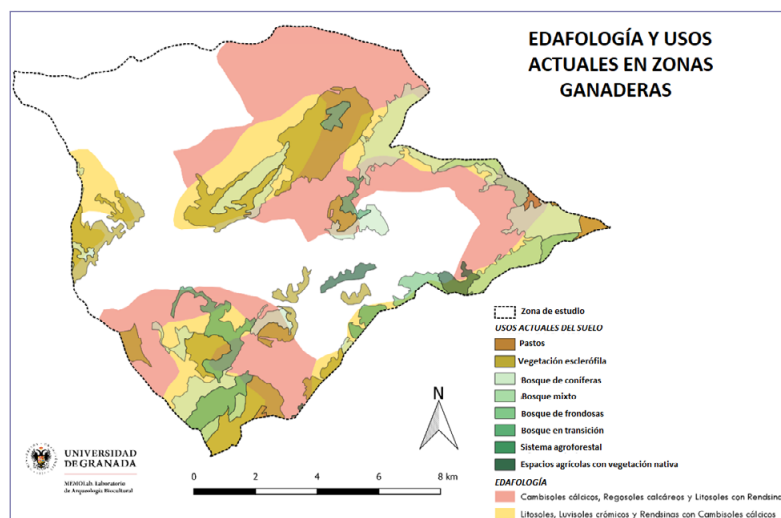 EDAFOLOGÍA Y USOS
ACTUALES EN ZONAS
GANADERAS
Zona de estudio
USOS ACTUALES DEL SUELO
Pastos
Vegetación esclerófila
Bosque de coníferas
Bosque mixto
Bosque de frondosas
Bosque en transición
Sistema agroforestal
Espacios agrícolas con vegetación nativa
EDAFOLOGÍA
Cambisoles cálcicos, Regosoles calcáreos y Litosoles con Rendsina
Litosoles, Luvisoles crómicos y Rendsinas con Cambisoles cálcicos
N
0 2 4 6 8 km
UNIVERSIDAD
DE GRANADA
MEMOLab. Laboratorio
de Arqueología Biocultural